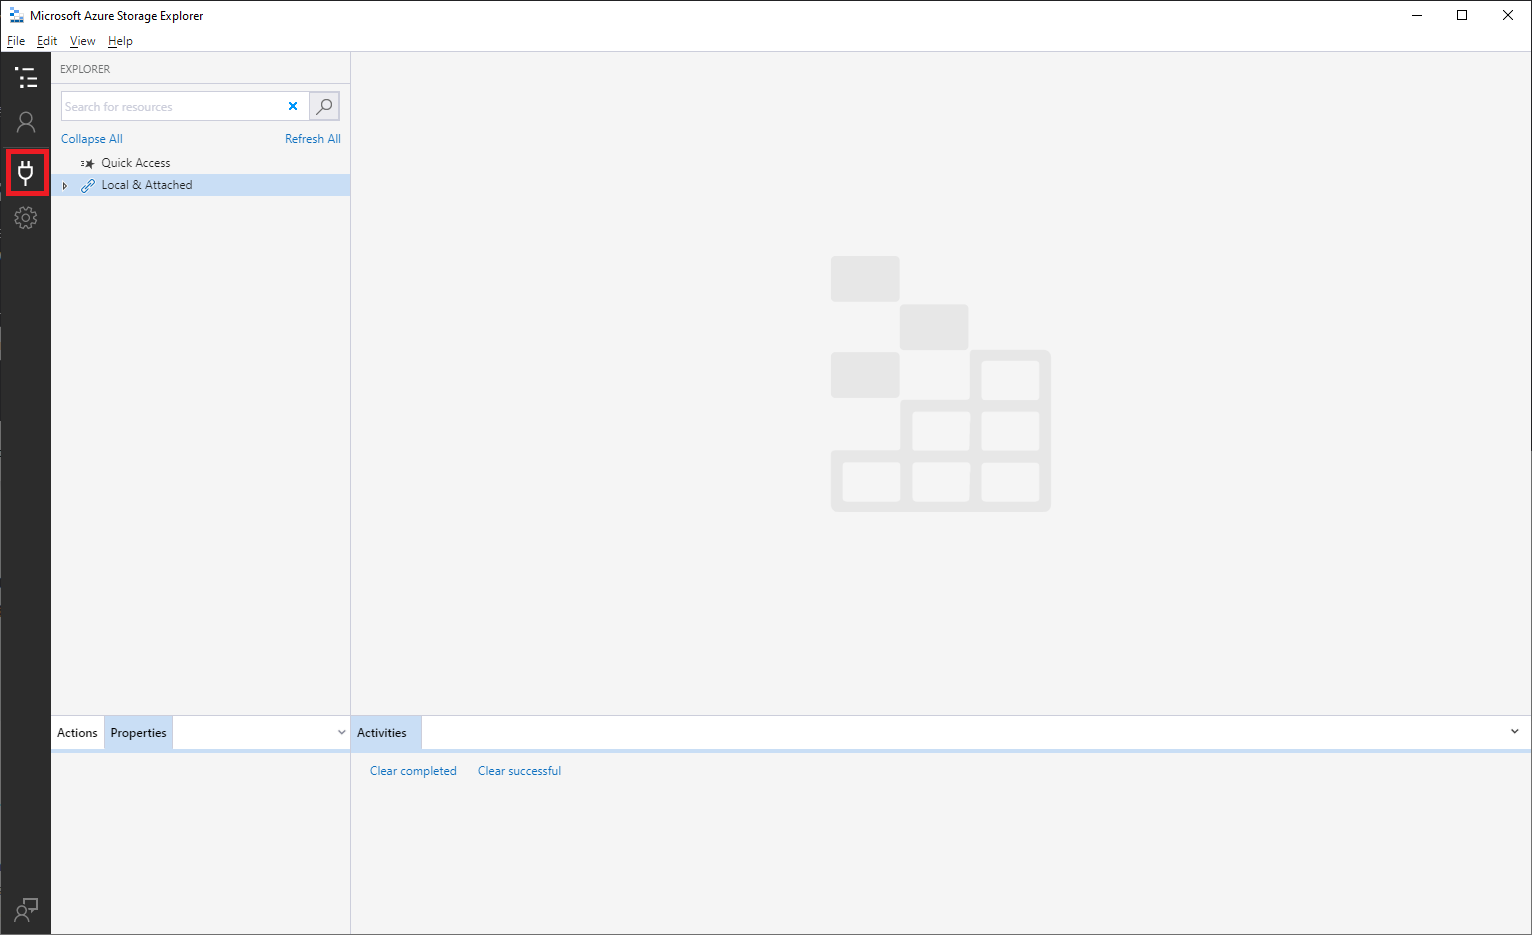 Microsoft Azure Storage Explorer
File Edit View Help
EXPLORER
Search for resources
Collapse All Refresh All
Quick Access
Local & Attached
Actions Properties Activities
Clear completed Clear successful